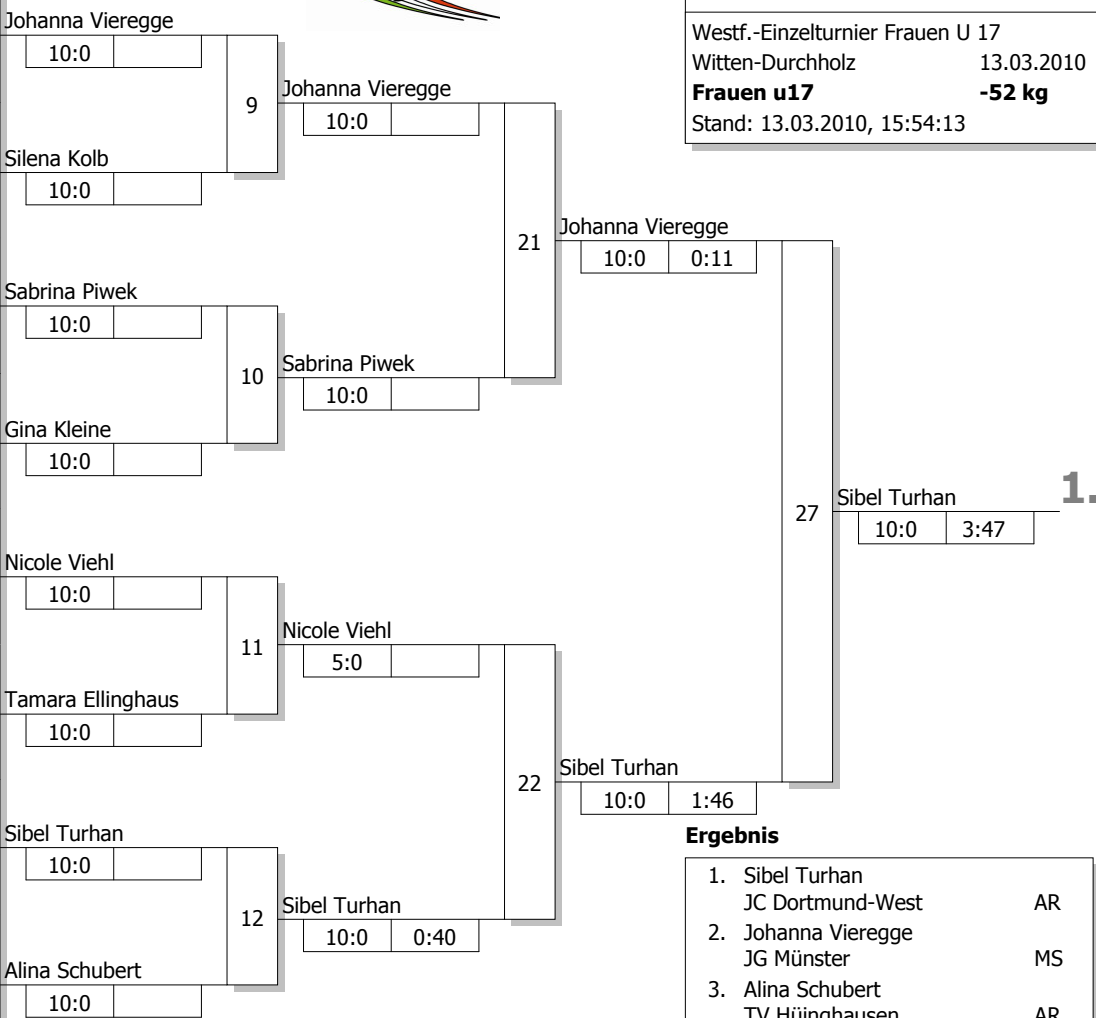 Westf.-Einzelturnier Frauen U 17
Witten-Durchholz 13.03.2010
Frauen u17 -52 kg
Stand: 13.03.2010, 15:54:13
Johanna Vieregge
10:0
9
Silena Kolb
10:0
Johanna Vieregge
10:0
Sabrina Piwek
10:0
10
Gina Kleine
10:0
Sabrina Piwek
10:0
21
Johanna Vieregge
10:0 0:11
Nicole Viehl
10:0
11
Tamara Ellinghaus
10:0
Nicole Viehl
5:0
Sibel Turhan
10:0
12
Alina Schubert
10:0
Sibel Turhan
10:0 0:40
22
Sibel Turhan
10:0 1:46
27
Sibel Turhan
10:0 3:47
1.
Ergebnis
1. Sibel Turhan
JC Dortmund-West AR
2. Johanna Vieregge
JG Münster MS
3. Alina Schubert
TV Hüinghausen AR